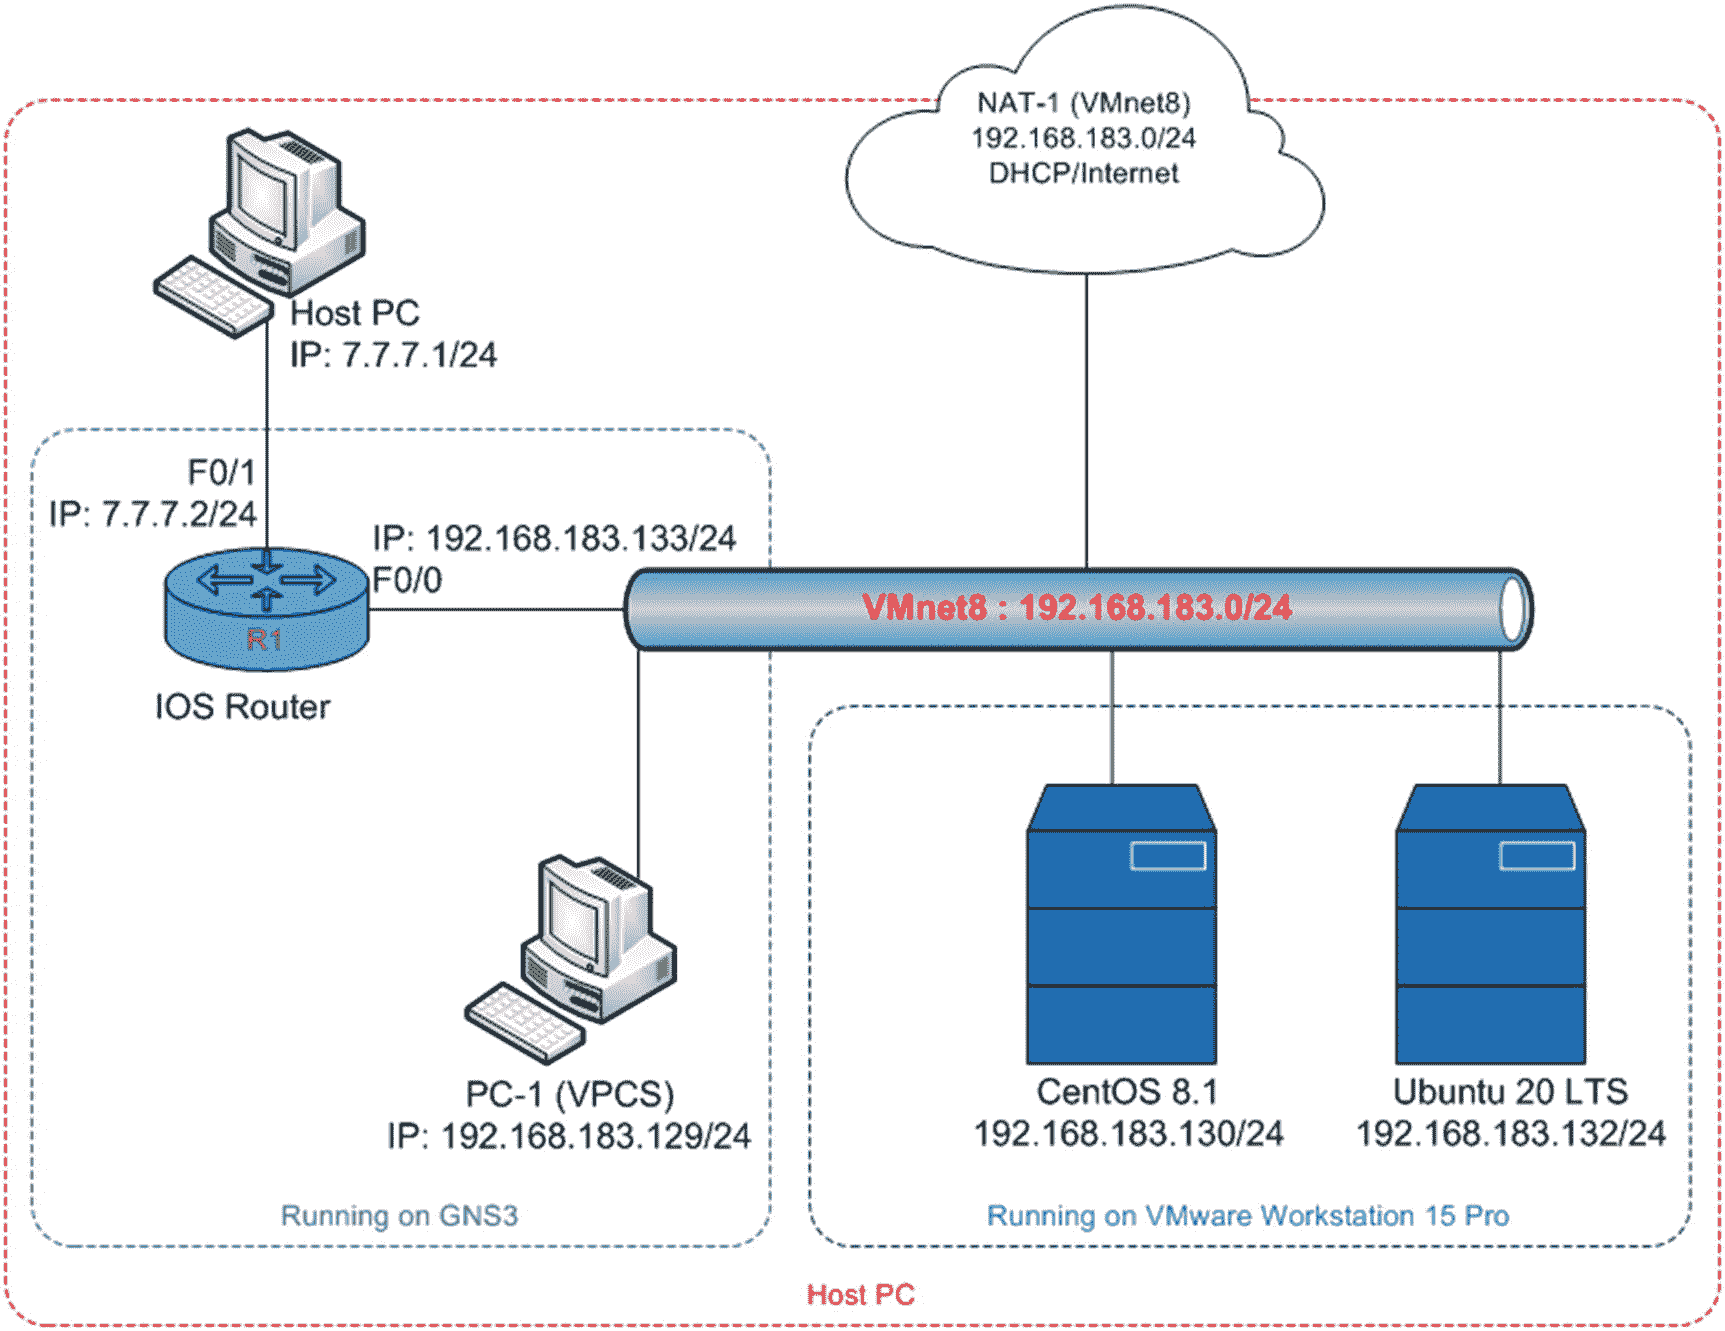 NAT-1 (VMnet8)
192.168.183.0/24
DHCP/Internet
Host PC
IP: 7.7.7.1/24
F0/1
IP: 7.7.7.2/24
IP: 192.168.183.133/24
F0/0
R1
IOS Router
VMnet8 : 192.168.183.0/24
PC-1 (VPCS)
IP: 192.168.183.129/24
CentOS 8.1
192.168.183.130/24
Ubuntu 20 LTS
192.168.183.132/24
Running on GNS3
Running on VMware Workstation 15 Pro
Host PC